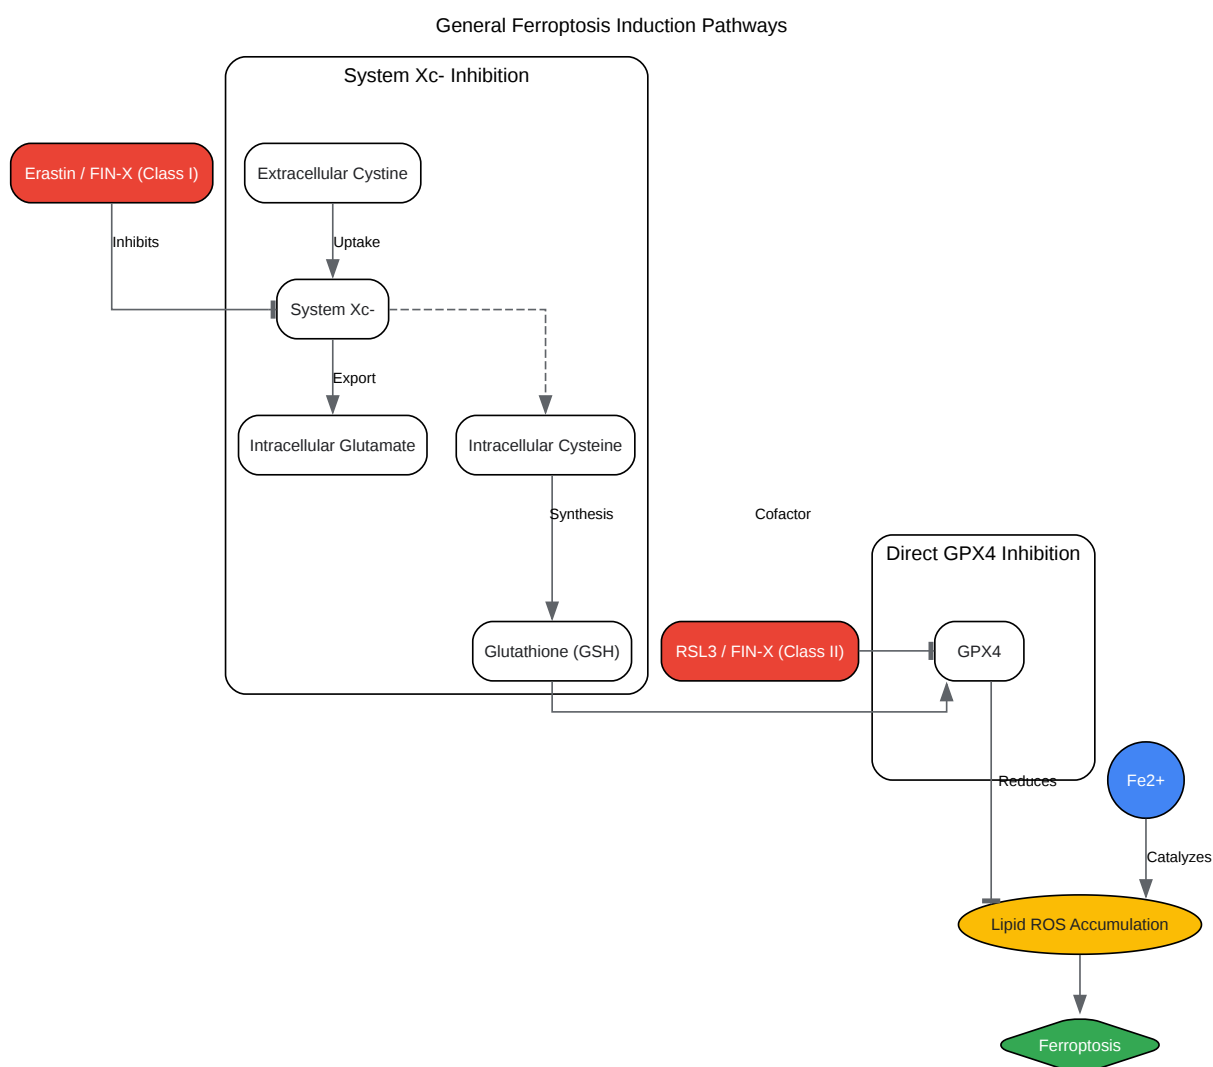 General Ferroptosis Induction Pathways
System Xc- Inhibition
Erastin / FIN-X (Class I)
Extracellular Cystine
Inhibits
Uptake
System Xc-
Export
Intracellular Glutamate
Intracellular Cysteine
Synthesis
Cofactor
Direct GPX4 Inhibition
Glutathione (GSH)
RSL3 / FIN-X (Class II)
GPX4
Reduces
Fe2+
Catalyzes
Lipid ROS Accumulation
Ferroptosis